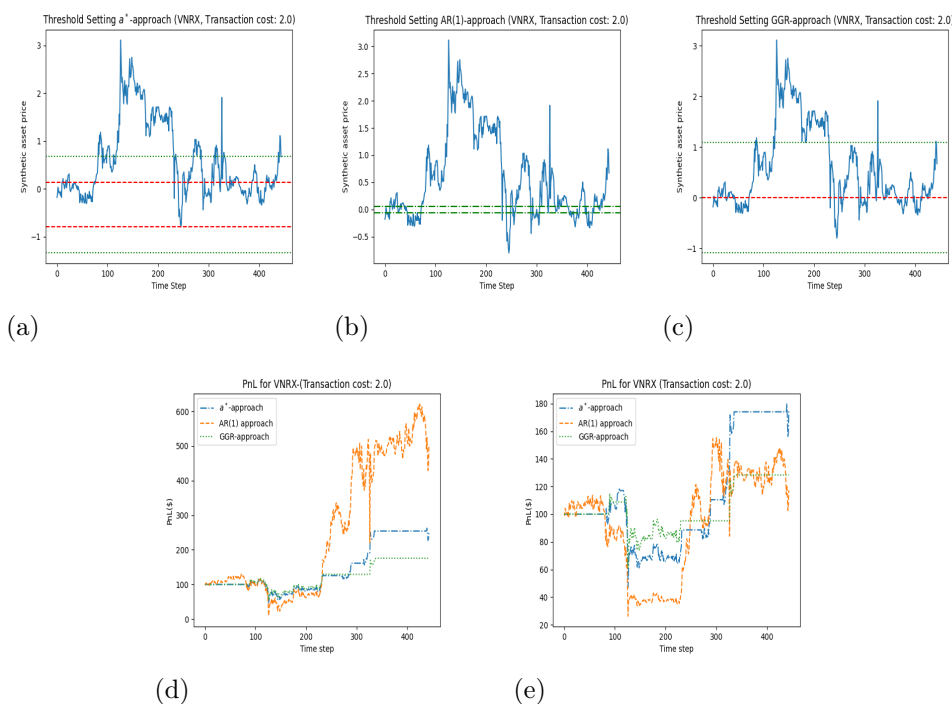 Threshold Setting a*-approach (VNRX, Transaction cost: 2.0)
Synthetic asset price
3
2
1
0
−1
0 100 200 300 400
Time Step
(a)
Threshold Setting AR(1)-approach (VNRX, Transaction cost: 2.0)
Synthetic asset price
3.0
2.5
2.0
1.5
1.0
0.5
0.0
−0.5
0 100 200 300 400
Time Step
(b)
Threshold Setting GGR-approach (VNRX, Transaction cost: 2.0)
Synthetic asset price
3
2
1
0
−1
0 100 200 300 400
Time Step
(c)
PnL for VNRX-(Transaction cost: 2.0)
a*-approach
AR(1) approach
GGR-approach
PnL($)
600
500
400
300
200
100
0
0 100 200 300 400
Time step
(d)
PnL for VNRX (Transaction cost: 2.0)
a*-approach
AR(1) approach
GGR-approach
PnL($)
180
160
140
120
100
80
60
40
20
0 100 200 300 400
Time step
(e)